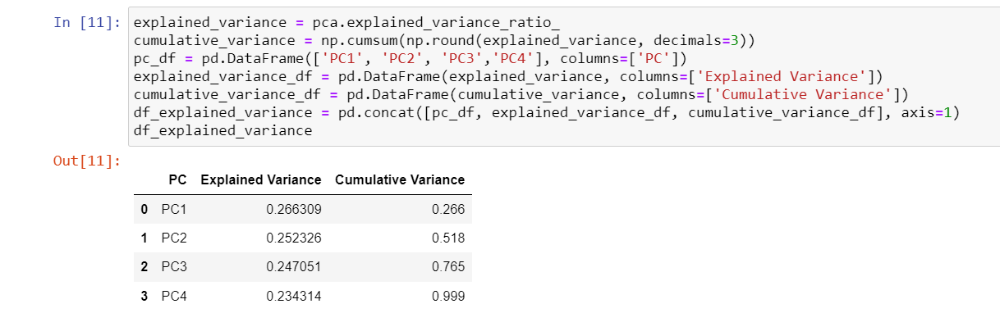 In [11]: explained_variance = pca.explained_variance_ratio_
cumulative_variance = np.cumsum(np.round(explained_variance, decimals=3))
pc_df = pd.DataFrame(['PC1', 'PC2', 'PC3','PC4'], columns=['PC'])
explained_variance_df = pd.DataFrame(explained_variance, columns=['Explained Variance'])
cumulative_variance_df = pd.DataFrame(cumulative_variance, columns=['Cumulative Variance'])
df_explained_variance = pd.concat([pc_df, explained_variance_df, cumulative_variance_df], axis=1)
df_explained_variance
Out[11]:
PC Explained Variance Cumulative Variance
0 PC1 0.266309 0.266
1 PC2 0.252326 0.518
2 PC3 0.247051 0.765
3 PC4 0.234314 0.999